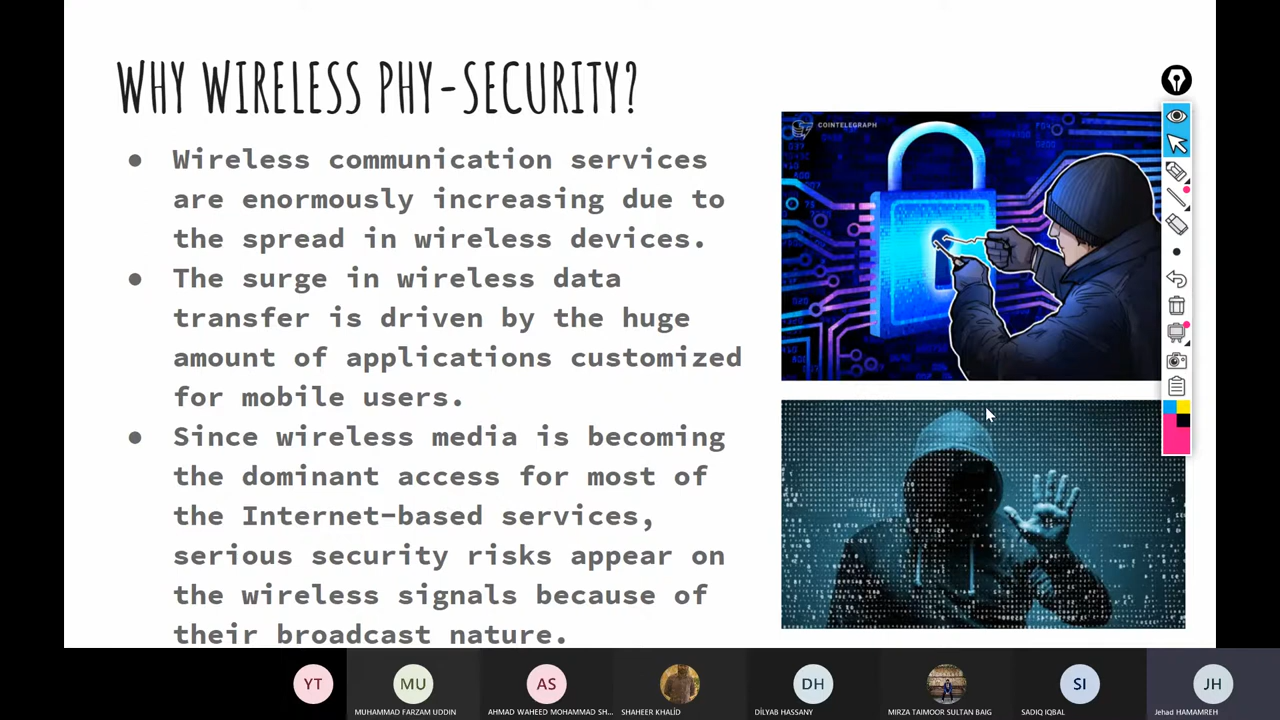 WHY WIRELESS PHY-SECURITY?
● Wireless communication services
are enormously increasing due to
the spread in wireless devices.
● The surge in wireless data
transfer is driven by the huge
amount of applications customized
for mobile users.
● Since wireless media is becoming
the dominant access for most of
the Internet-based services,
serious security risks appear on
the wireless signals because of
their broadcast nature.
COINTELEGRAPH
YT
MU
AS
DH
SI
JH
MUHAMMAD FARZAM UDDIN
AHMAD WAHEED MOHAMMAD SH...
SHAHEER KHALİD
DİLYAB HASSANY
MIRZA TAIMOOR SULTAN BAIG
SADIQ IQBAL
Jehad HAMAMREH